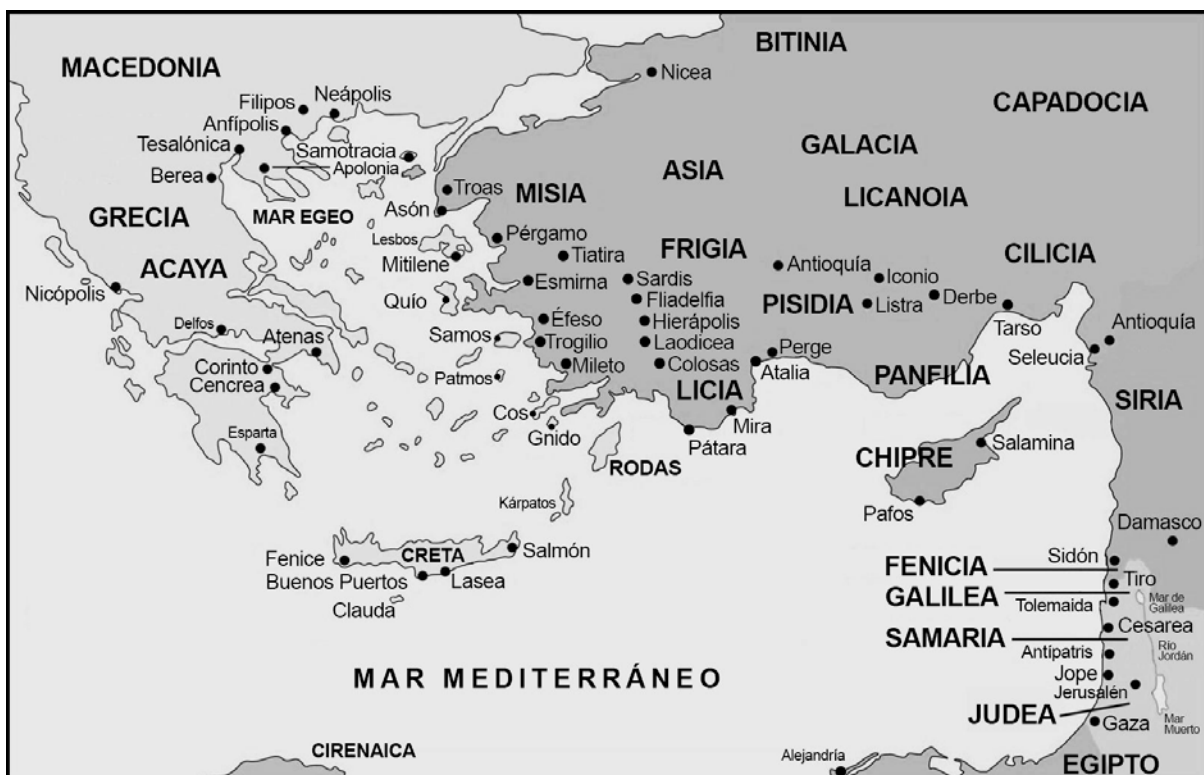 BITINIA
MACEDONIA
Nicea
Neápolis
Filipos
CAPADOCIA
Anfípolis
Tesalónica
GALACIA
Samotracia
Apolonia
ASIA
Berea
Troas
MISIA
LICANOIA
GRECIA
MAR EGEO
Asón
Pérgamo
Lesbos
FRIGIA
CILICIA
Tiatira
ACAYA
Mitilene
Antioquía
Iconio
Nicópolis
Esmirna
Sardis
Quío
Fliadelfia
PISIDIA
Listra
Derbe
Delfos
Éfeso
Hierápolis
Tarso
Antioquía
Atenas
Samos
Trogilio
Laodicea
Perge
Seleucia
Corinto
Mileto
Colosas
Atalia
Cencrea
Patmos
PANFILIA
LICIA
SIRIA
Cos
Mira
Esparta
Gnido
Pátara
Salamina
CHIPRE
RODAS
Kárpatos
Pafos
Damasco
CRETA
Salmón
Fenice
Sidón
FENICIA
Buenos Puertos
Lasea
Tiro
GALILEA
Clauda
Tolemaida
Mar de
Galilea
Cesarea
SAMARIA
Antípatris
Río
Jordán
MAR MEDITERRÁNEO
Jope
Jerusalén
JUDEA
Gaza
Mar
Muerto
CIRENAICA
Alejandría
EGIPTO